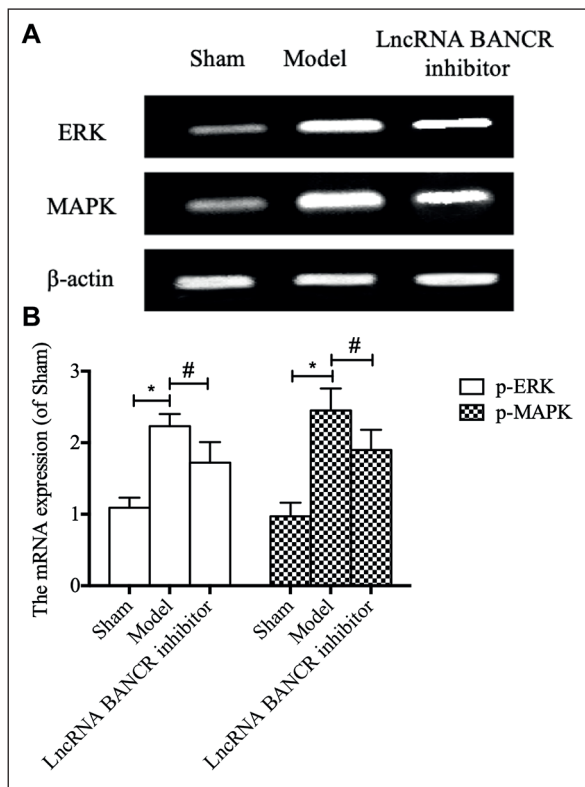 A
Sham Model LncRNA BANCR
inhibitor
ERK
MAPK
β-actin
B
The mRNA expression (of Sham)
3
2
1
0
* #
* #
p-ERK
p-MAPK
Sham
Model
LncRNA BANCR inhibitor
Sham
Model
LncRNA BANCR inhibitor